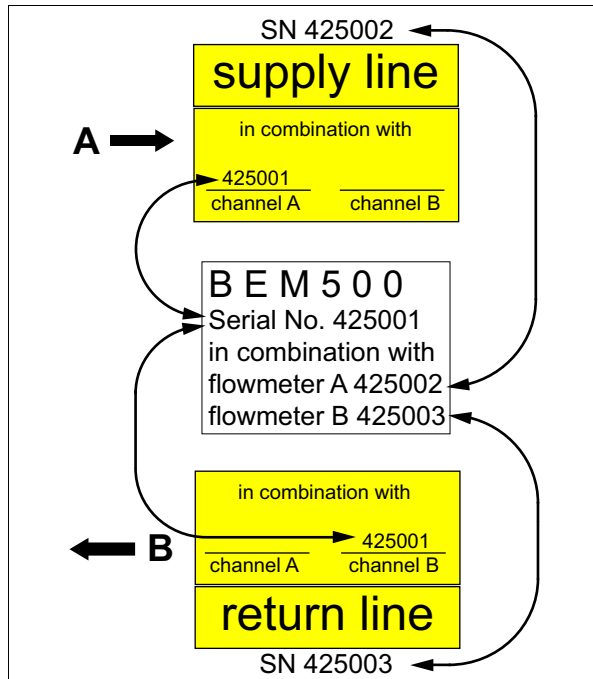 SN 425002
supply line
A
in combination with
425001
channel A channel B
B E M 5 0 0
Serial No. 425001
in combination with
flowmeter A 425002
flowmeter B 425003
in combination with
B
425001
channel A channel B
return line
SN 425003